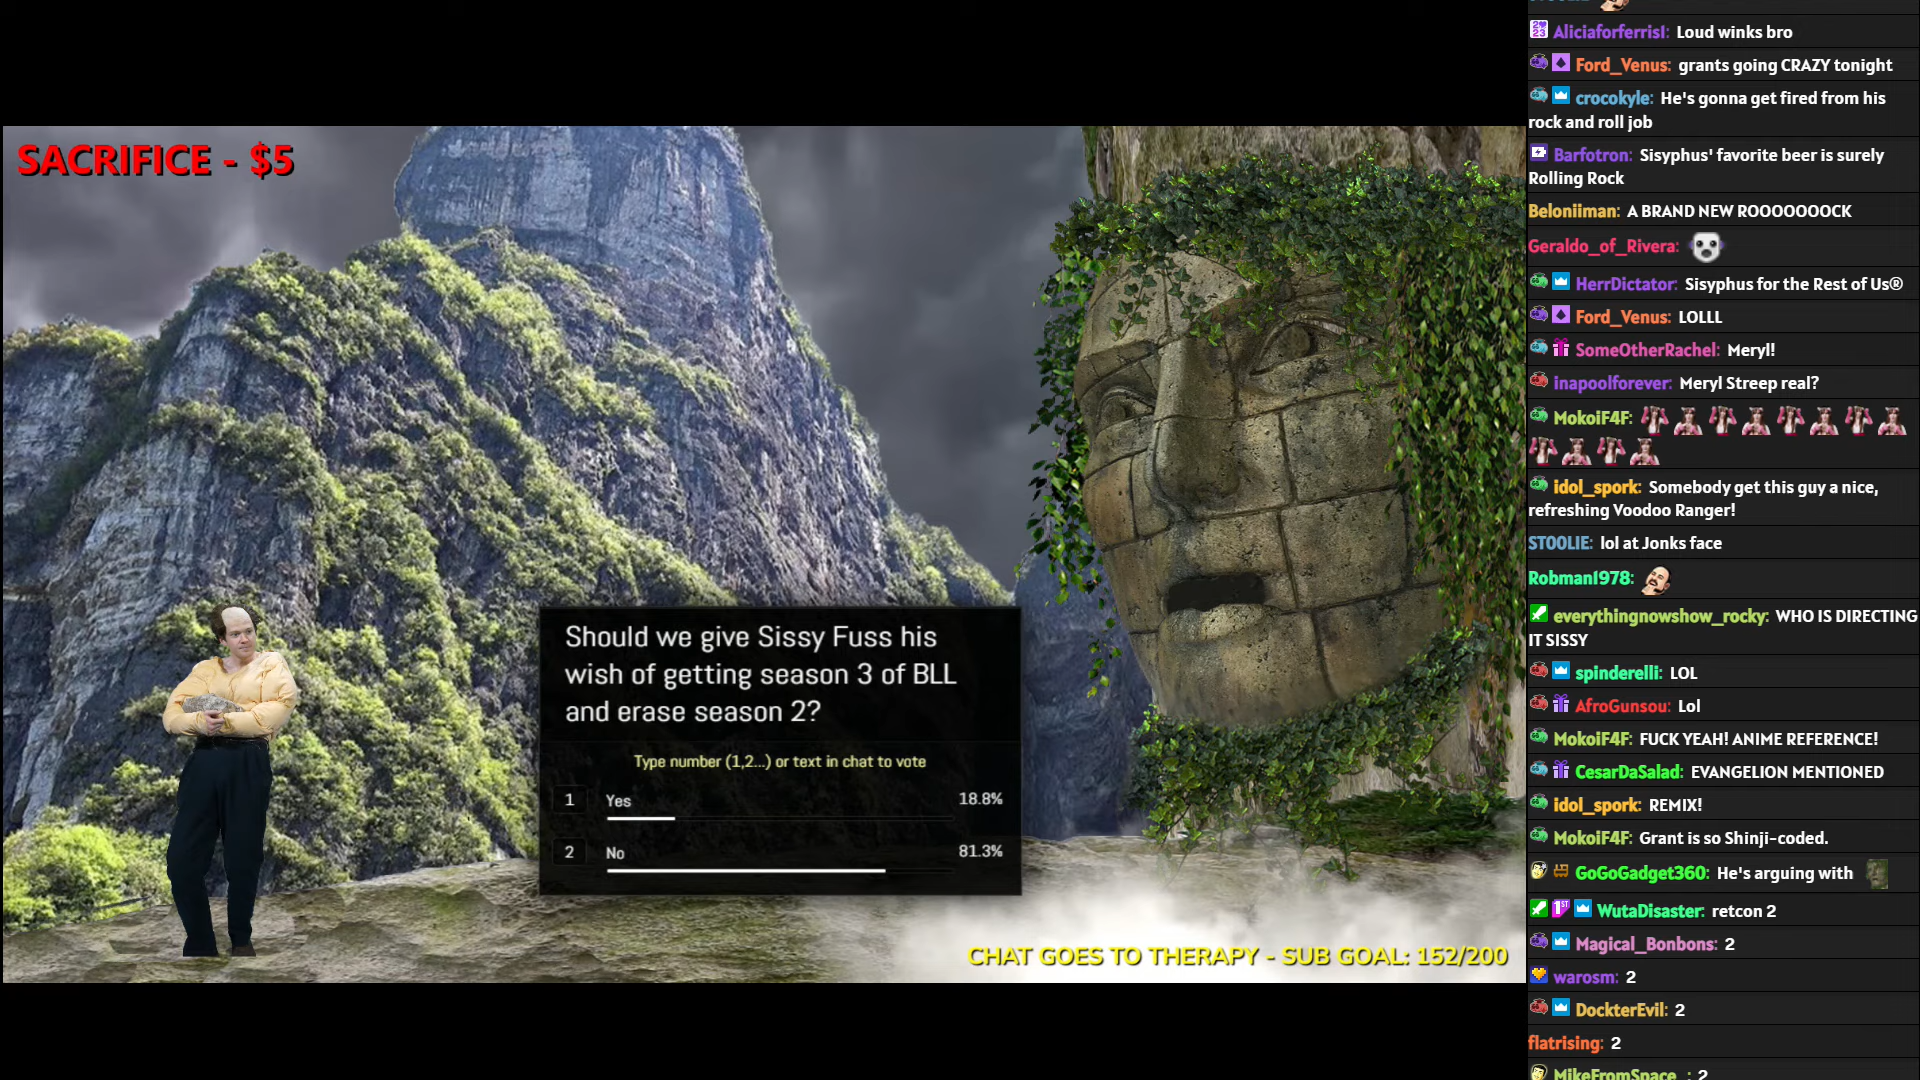 SACRIFICE - $5
Should we give Sissy Fuss his
wish of getting season 3 of BLL
and erase season 2?
Type number (1,2...) or text in chat to vote
1 Yes 18.8%
2 No 81.3%
CHAT GOES TO THERAPY - SUB GOAL: 152/200
Aliciaforferris1: Loud winks bro
Ford_Venus: grants going CRAZY tonight
crocokyle: He's gonna get fired from his
rock and roll job
Barfotron: Sisyphus' favorite beer is surely
Rolling Rock
Beloniiman: A BRAND NEW ROOOOOOOCK
Geraldo_of_Rivera:
HerrDictator: Sisyphus for the Rest of Us®
Ford_Venus: LOLLL
SomeOtherRachel: Meryl!
inapoolforever: Meryl Streep real?
MokoiF4F:
idol_spork: Somebody get this guy a nice,
refreshing Voodoo Ranger!
ST00LIE: lol at Jonks face
Robman1978:
everythingnowshow_rocky: WHO IS DIRECTING
IT SISSY
spinderelli: LOL
AfroGunsou: Lol
MokoiF4F: FUCK YEAH! ANIME REFERENCE!
CesarDaSalad: EVANGELION MENTIONED
idol_spork: REMIX!
MokoiF4F: Grant is so Shinji-coded.
GoGoGadget360: He's arguing with
WutaDisaster: retcon 2
Magical_Bonbons: 2
warosm: 2
DockterEvil: 2
flatrising: 2
MikeFromSpace_: 2